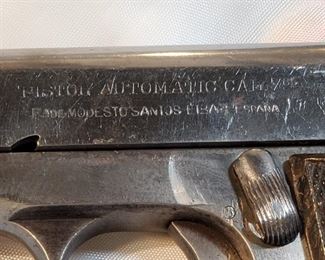 PISTOL AUTOMATIC CAL.
F. DE MODESTO SANTOS EIBAR ESPAÑA